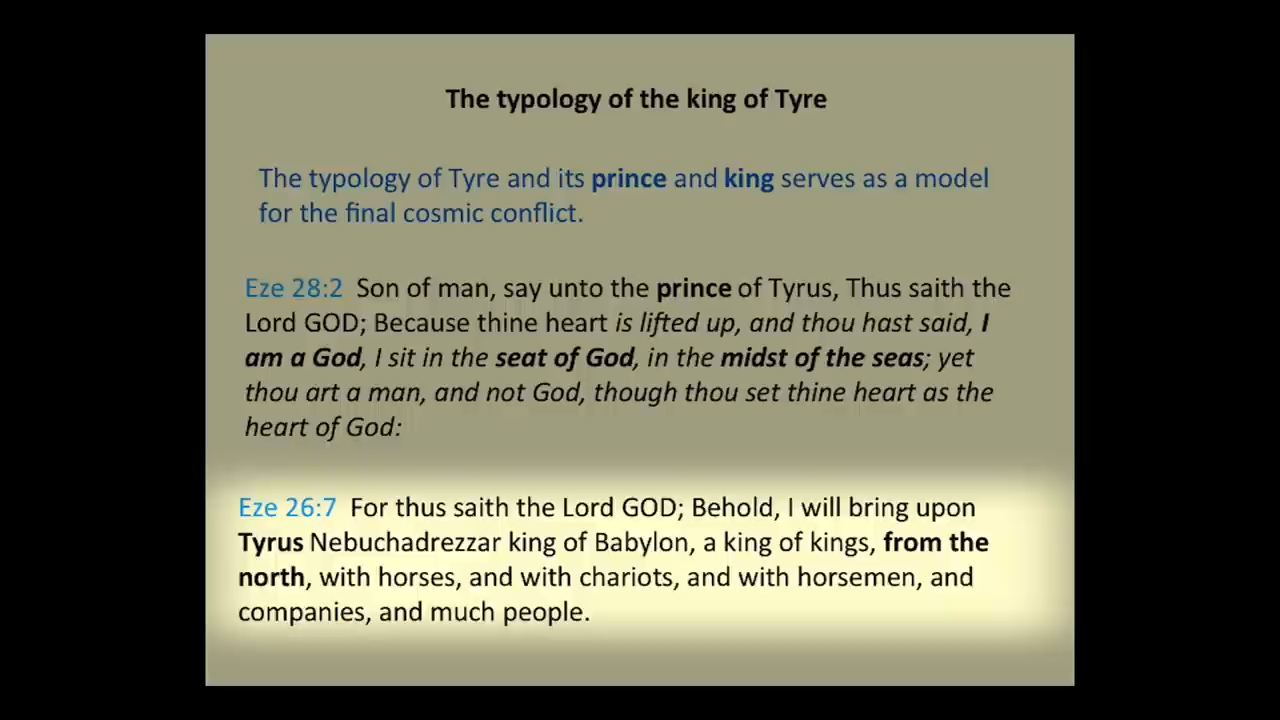 The typology of the king of Tyre
The typology of Tyre and its prince and king serves as a model
for the final cosmic conflict.
Eze 28:2 Son of man, say unto the prince of Tyrus, Thus saith the
Lord GOD; Because thine heart is lifted up, and thou hast said, I
am a God, I sit in the seat of God, in the midst of the seas; yet
thou art a man, and not God, though thou set thine heart as the
heart of God:
Eze 26:7 For thus saith the Lord GOD; Behold, I will bring upon
Tyrus Nebuchadrezzar king of Babylon, a king of kings, from the
north, with horses, and with chariots, and with horsemen, and
companies, and much people.